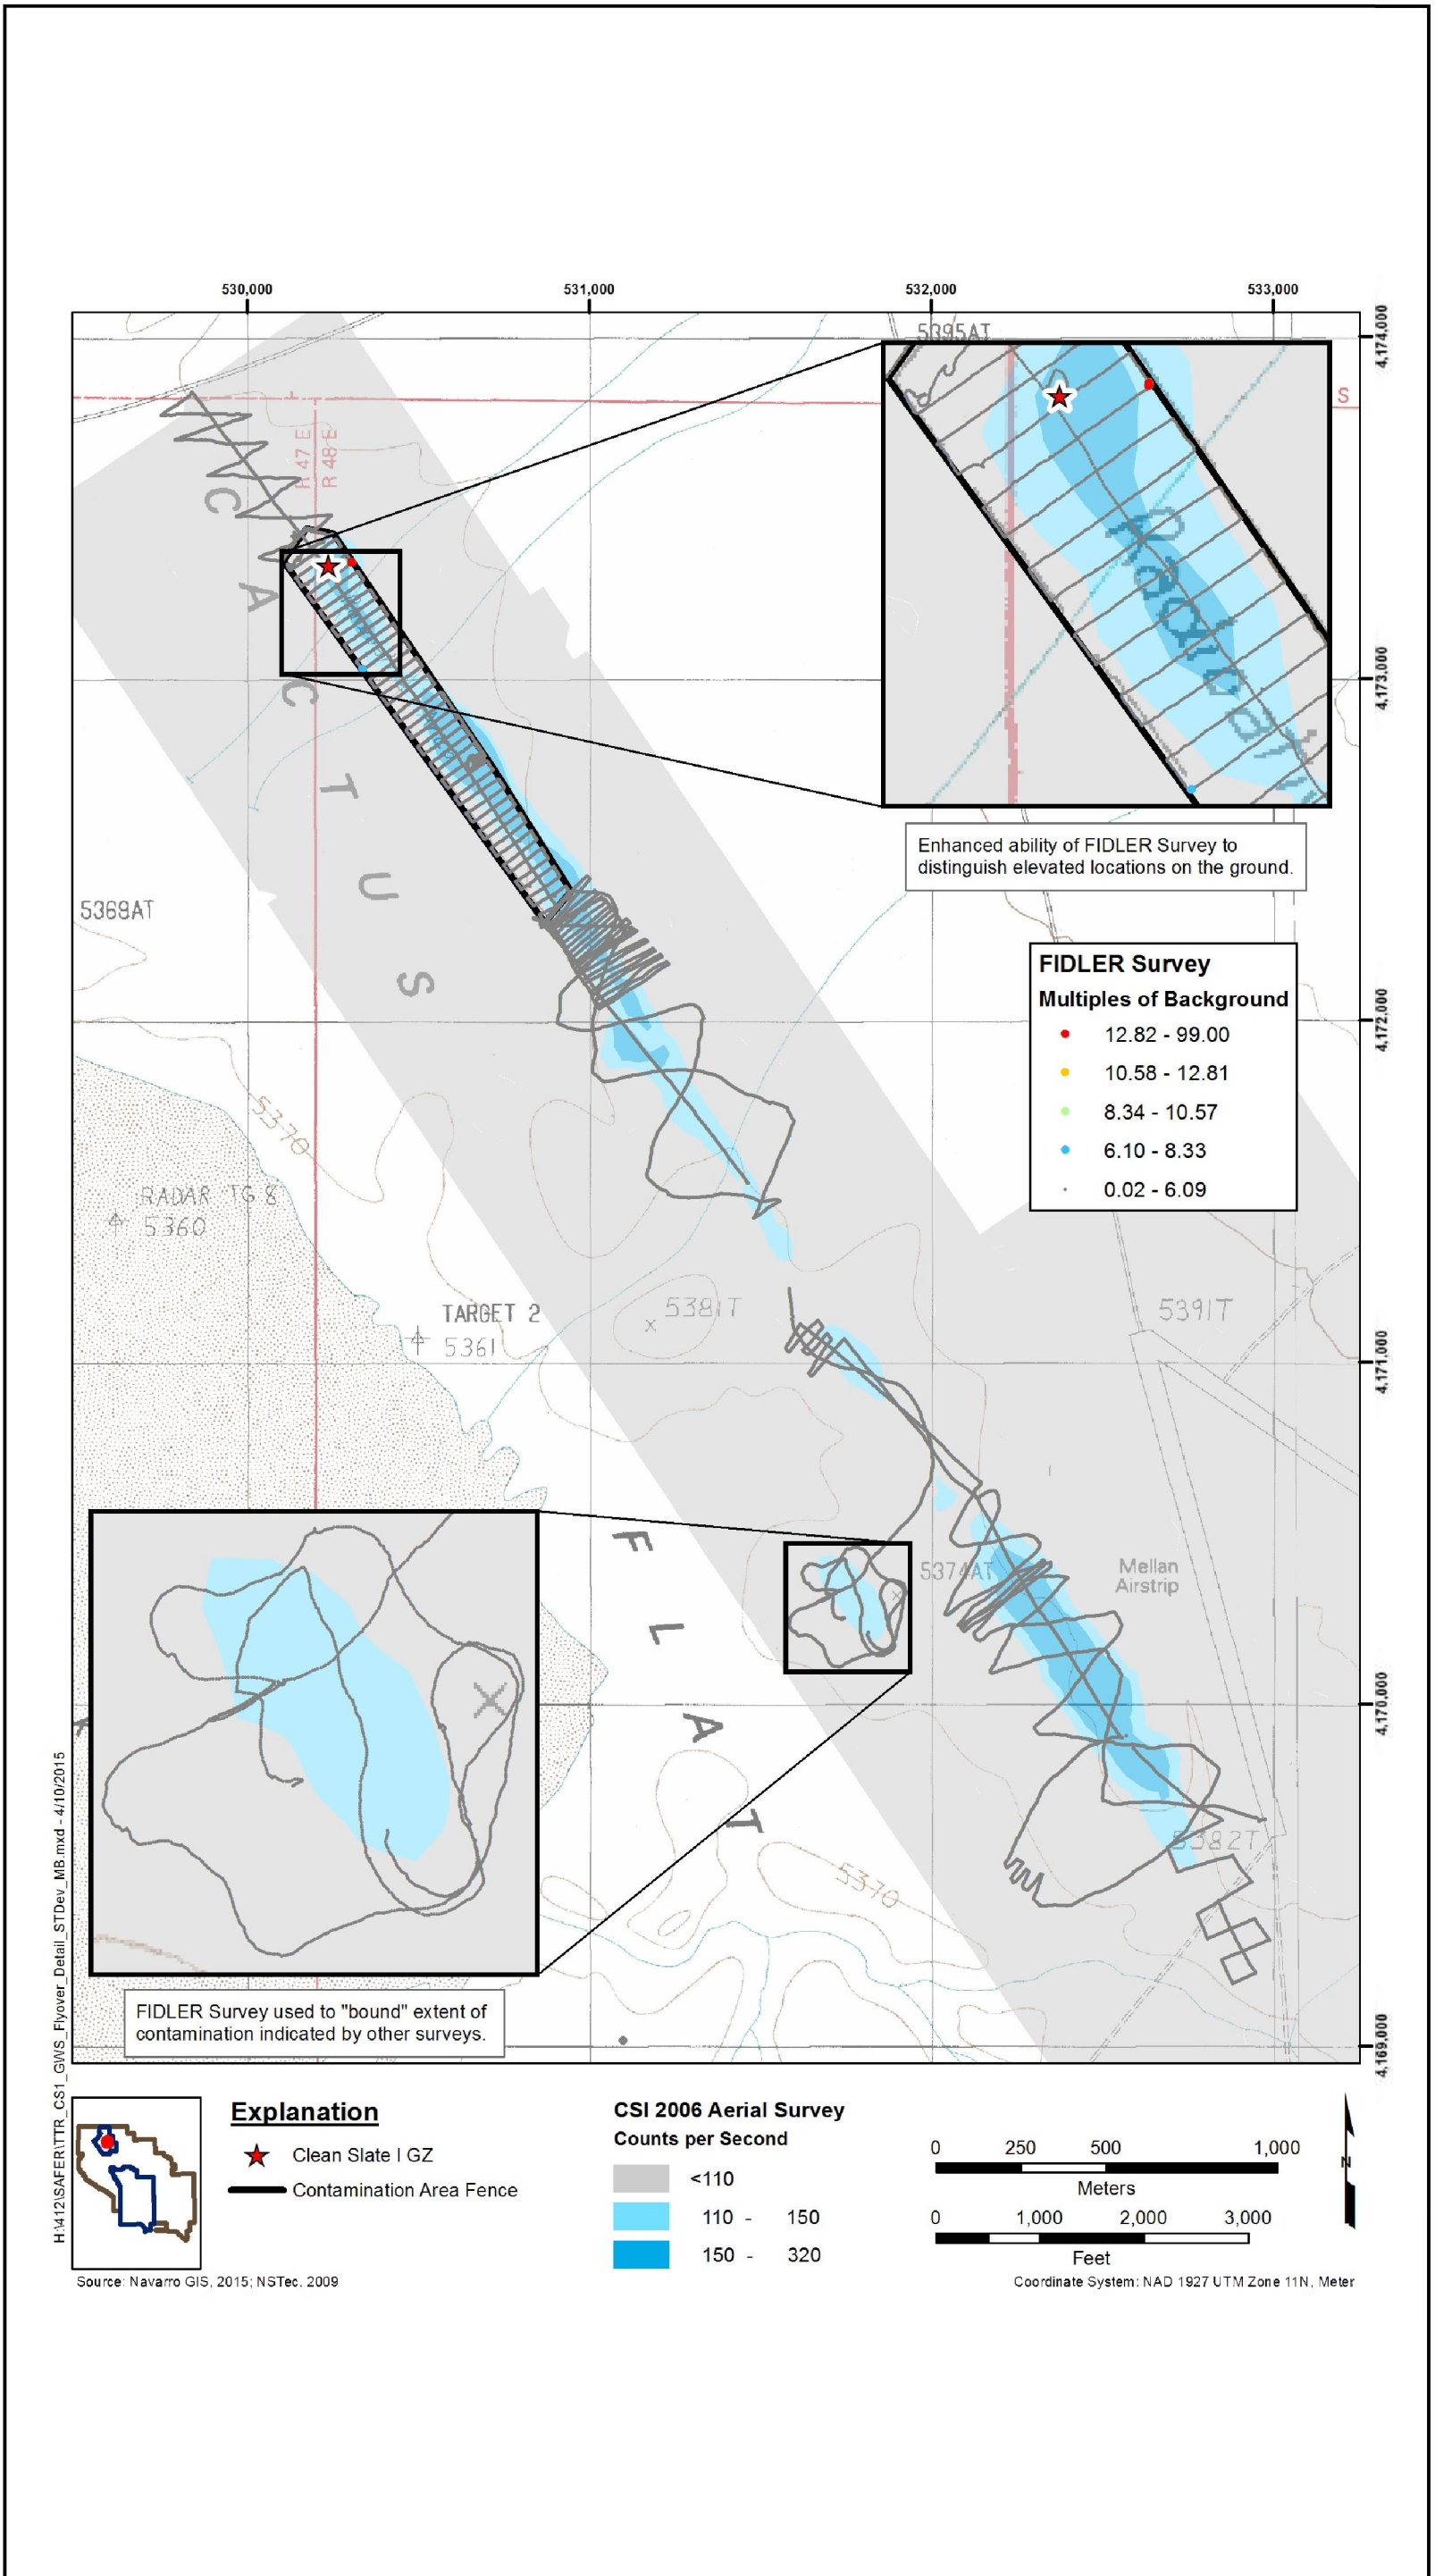 530,000
531,000
532,000
533,000
4,174,000
4,173,000
4,172,000
4,171,000
4,170,000
4,169,000
5395AT
S
R 47 E
R 48 E
CACTUS
FLAT
Enhanced ability of FIDLER Survey to
distinguish elevated locations on the ground.
5369AT
FIDLER Survey
Multiples of Background
12.82 - 99.00
10.58 - 12.81
8.34 - 10.57
6.10 - 8.33
0.02 - 6.09
5370
RADAR TG 8
5360
TARGET 2
5361
5381T
5391T
5374AT
Mellan
Airstrip
5382T
5370
FIDLER Survey used to "bound" extent of
contamination indicated by other surveys.
H:\412\SAFER\TTR_CS1_GWS_Flyover_Detail_STDev_MB.mxd - 4/10/2015
Explanation
Clean Slate I GZ
Contamination Area Fence
CSI 2006 Aerial Survey
Counts per Second
<110
110 - 150
150 - 320
0 250 500 1,000
Meters
0 1,000 2,000 3,000
Feet
N
Source: Navarro GIS, 2015; NSTec. 2009
Coordinate System: NAD 1927 UTM Zone 11N, Meter